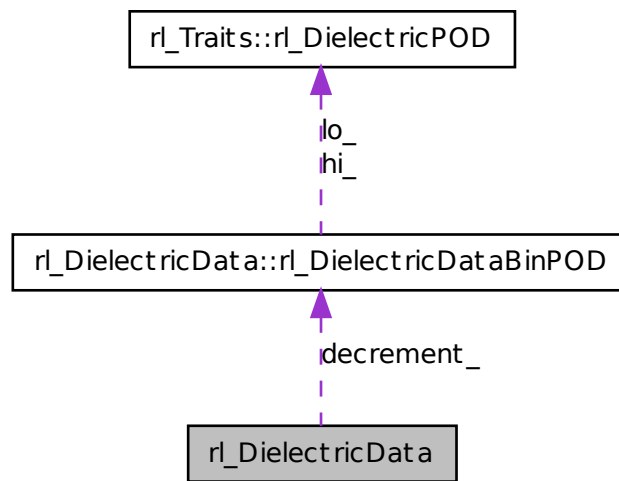 rl_Traits::rl_DielectricPOD
lo_
hi_
rl_DielectricData::rl_DielectricDataBinPOD
decrement_
rl_DielectricData